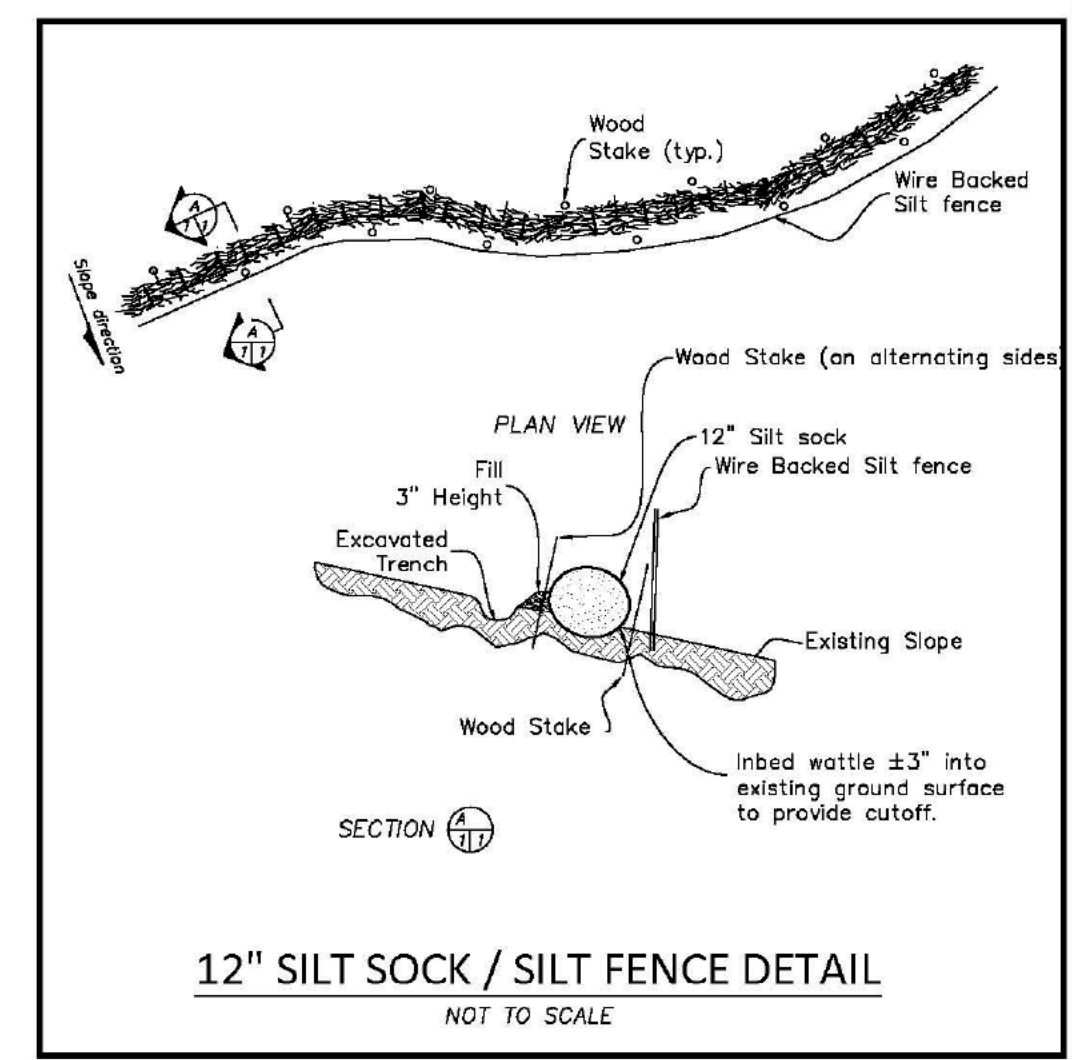 Wood
Stake (typ.)
Wire Backed
Silt fence
A
1 1
Slope direction
A
1 1
Wood Stake (on alternating sides)
PLAN VIEW
12" Silt sock
Wire Backed Silt fence
Fill
3" Height
Excavated
Trench
Existing Slope
Wood Stake
Inbed wattle ±3" into
existing ground surface
to provide cutoff.
SECTION
A
1 1
12" SILT SOCK / SILT FENCE DETAIL
NOT TO SCALE